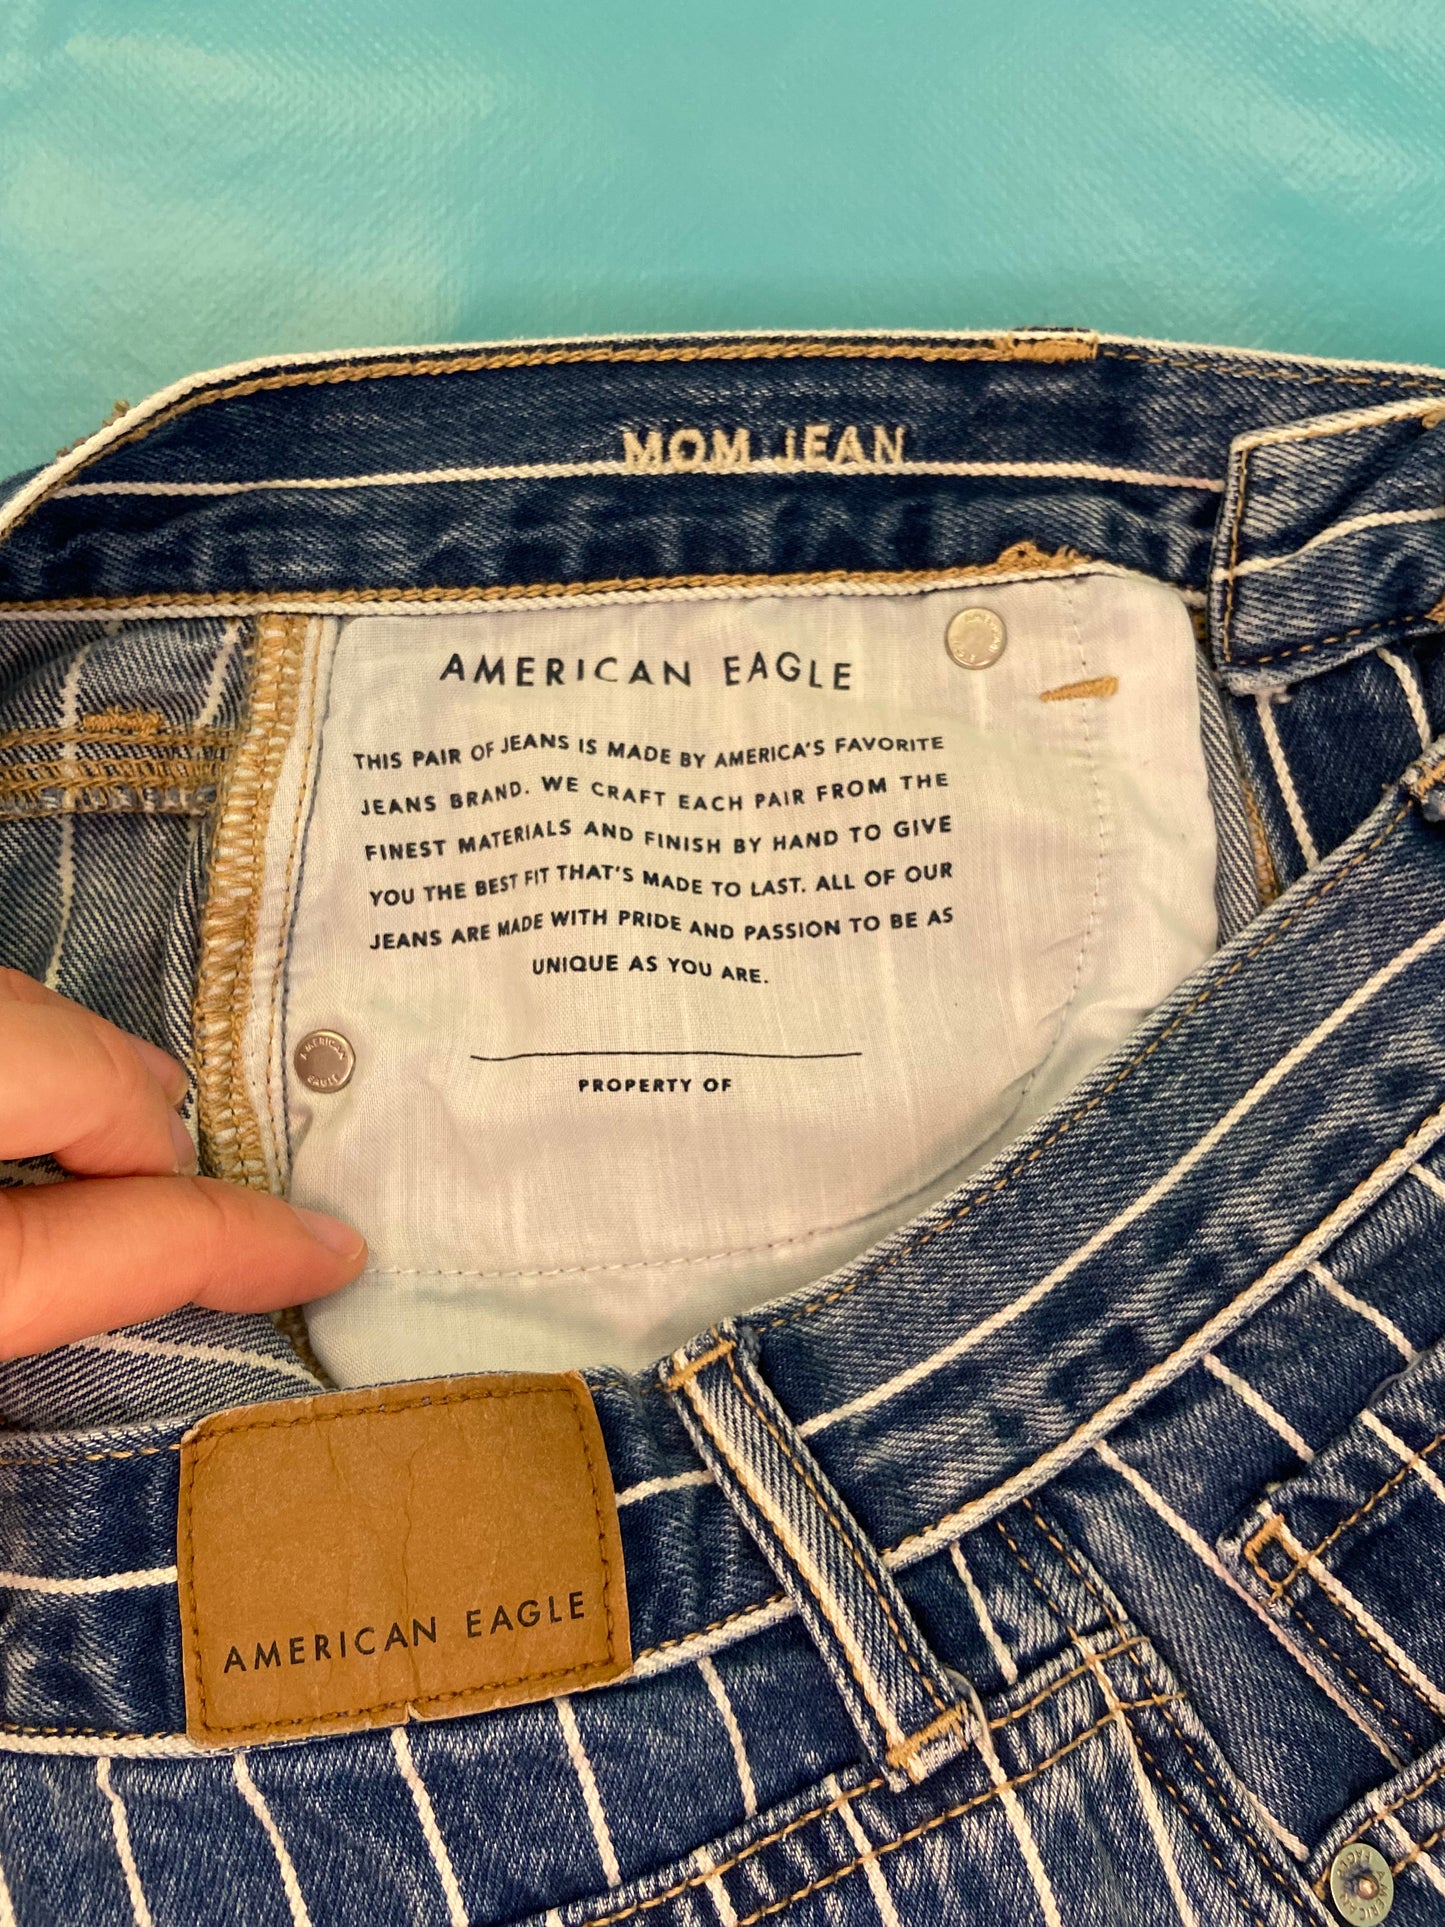 MOM JEAN
AMERICAN EAGLE
THIS PAIR OF JEANS IS MADE BY AMERICA'S FAVORITE
JEANS BRAND. WE CRAFT EACH PAIR FROM THE
FINEST MATERIALS AND FINISH BY HAND TO GIVE
YOU THE BEST FIT THAT'S MADE TO LAST. ALL OF OUR
JEANS ARE MADE WITH PRIDE AND PASSION TO BE AS
UNIQUE AS YOU ARE.
AMERICAN
EAGLE
PROPERTY OF
AMERICAN EAGLE